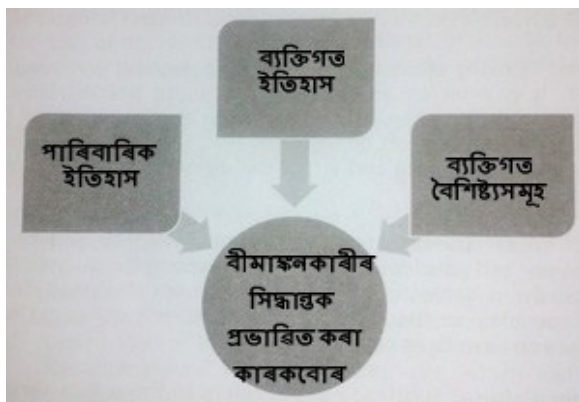 ব্যক্তিগত
ইতিহাস
পাৰিবাৰিক
ইতিহাস
ব্যক্তিগত
বৈশিষ্ট্যসমূহ
বীমাঙ্কনকাৰীৰ
সিদ্ধান্তক
প্ৰভাৱিত কৰা
কাৰকবোৰ